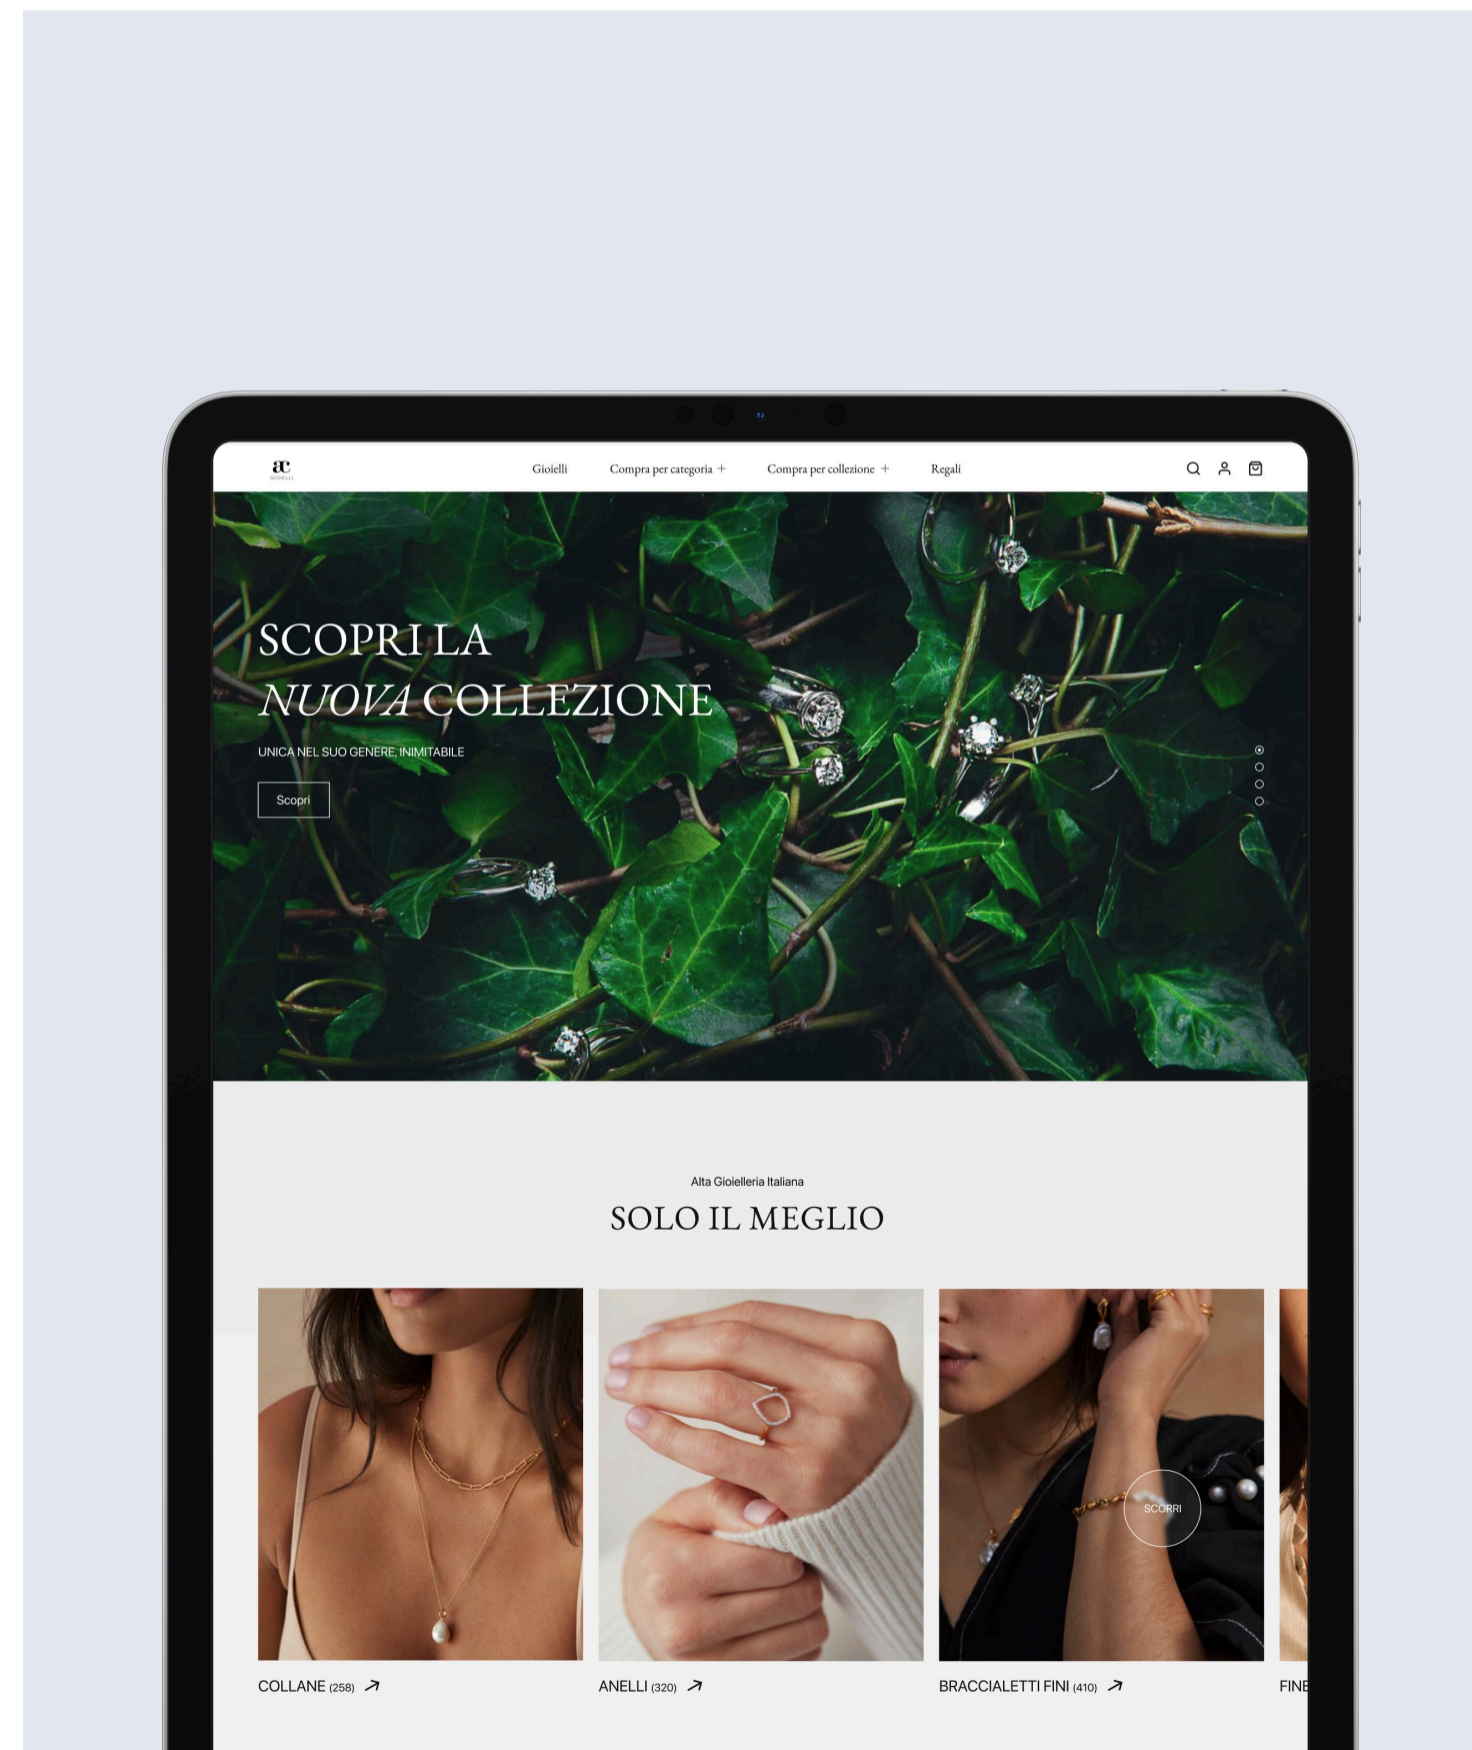 æ
GIOIELLI
Gioielli
Compra per categoria +
Compra per collezione +
Regali
SCOPRI LA
NUOVA COLLEZIONE
UNICA NEL SUO GENERE, INIMITABILE
Scopri
Alta Gioielleria Italiana
SOLO IL MEGLIO
SCORRI
COLLANE (258)
ANELLI (320)
BRACCIALETTI FINI (410)
FINE